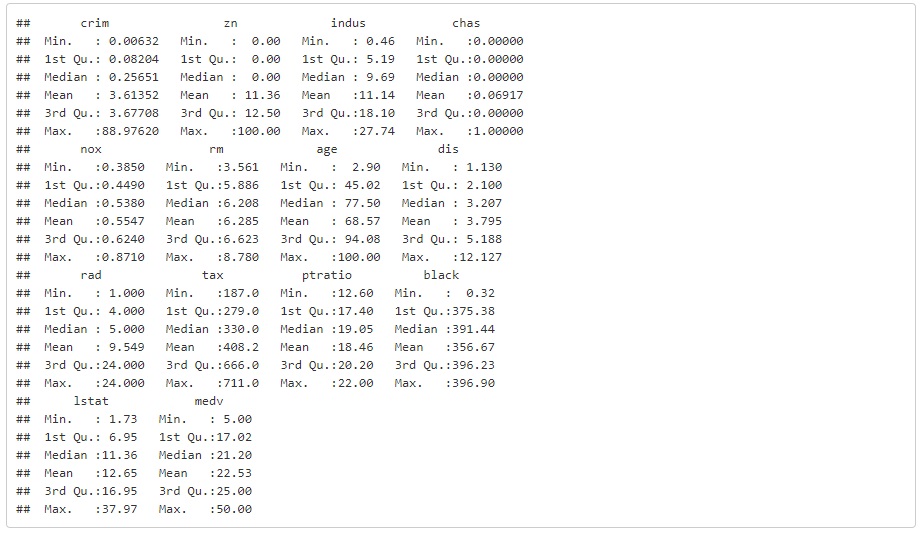 ##       crim                zn             indus            chas
##  Min.   : 0.00632   Min.   :  0.00   Min.   : 0.46   Min.   :0.00000
##  1st Qu.: 0.08204   1st Qu.:  0.00   1st Qu.: 5.19   1st Qu.:0.00000
##  Median : 0.25651   Median :  0.00   Median : 9.69   Median :0.00000
##  Mean   : 3.61352   Mean   : 11.36   Mean   :11.14   Mean   :0.06917
##  3rd Qu.: 3.67708   3rd Qu.: 12.50   3rd Qu.:18.10   3rd Qu.:0.00000
##  Max.   :88.97620   Max.   :100.00   Max.   :27.74   Max.   :1.00000
##       nox               rm             age              dis
##  Min.   :0.3850   Min.   :3.561   Min.   :  2.90   Min.   : 1.130
##  1st Qu.:0.4490   1st Qu.:5.886   1st Qu.: 45.02   1st Qu.: 2.100
##  Median :0.5380   Median :6.208   Median : 77.50   Median : 3.207
##  Mean   :0.5547   Mean   :6.285   Mean   : 68.57   Mean   : 3.795
##  3rd Qu.:0.6240   3rd Qu.:6.623   3rd Qu.: 94.08   3rd Qu.: 5.188
##  Max.   :0.8710   Max.   :8.780   Max.   :100.00   Max.   :12.127
##       rad              tax           ptratio          black
##  Min.   : 1.000   Min.   :187.0   Min.   :12.60   Min.   :  0.32
##  1st Qu.: 4.000   1st Qu.:279.0   1st Qu.:17.40   1st Qu.:375.38
##  Median : 5.000   Median :330.0   Median :19.05   Median :391.44
##  Mean   : 9.549   Mean   :408.2   Mean   :18.46   Mean   :356.67
##  3rd Qu.:24.000   3rd Qu.:666.0   3rd Qu.:20.20   3rd Qu.:396.23
##  Max.   :24.000   Max.   :711.0   Max.   :22.00   Max.   :396.90
##      lstat            medv
##  Min.   : 1.73   Min.   : 5.00
##  1st Qu.: 6.95   1st Qu.:17.02
##  Median :11.36   Median :21.20
##  Mean   :12.65   Mean   :22.53
##  3rd Qu.:16.95   3rd Qu.:25.00
##  Max.   :37.97   Max.   :50.00